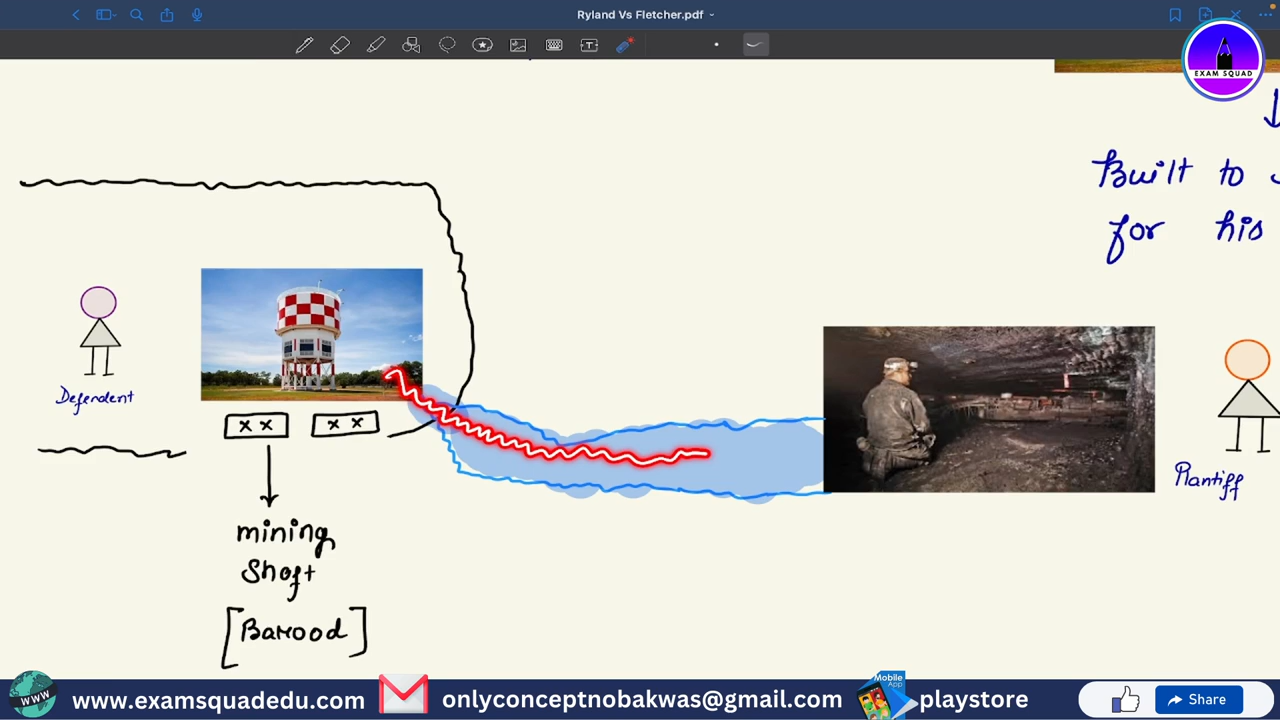 Ryland Vs Fletcher.pdf
EXAM SQUAD
Built to
for his
Defendent
Plantiff
mining
Shaft
[Barood]
WWW
www.examsquadedu.com
onlyconceptnobakwas@gmail.com
Mobile
App
playstore
Share